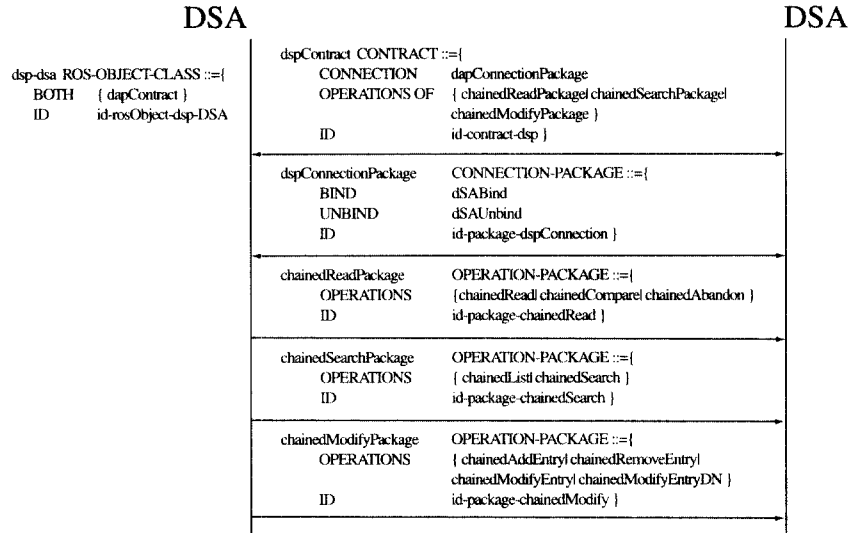 DSA
DSA
dsp-dsa ROS-OBJECT-CLASS ::={
BOTH { dapContract }
ID id-rosObject-dsp-DSA
dspContract CONTRACT ::={
CONNECTION dapConnectionPackage
OPERATIONS OF { chainedReadPackage| chainedSearchPackage|
chainedModifyPackage }
ID id-contract-dsp }
dspConnectionPackage CONNECTION-PACKAGE ::={
BIND dSABind
UNBIND dSAUnbind
ID id-package-dspConnection }
chainedReadPackage OPERATION-PACKAGE ::={
OPERATIONS {chainedRead| chainedCompare| chainedAbandon }
ID id-package-chainedRead }
chainedSearchPackage OPERATION-PACKAGE ::={
OPERATIONS { chainedList| chainedSearch }
ID id-package-chainedSearch }
chainedModifyPackage OPERATION-PACKAGE ::={
OPERATIONS { chainedAddEntry| chainedRemoveEntry|
chainedModifyEntry| chainedModifyEntryDN }
ID id-package-chainedModify }